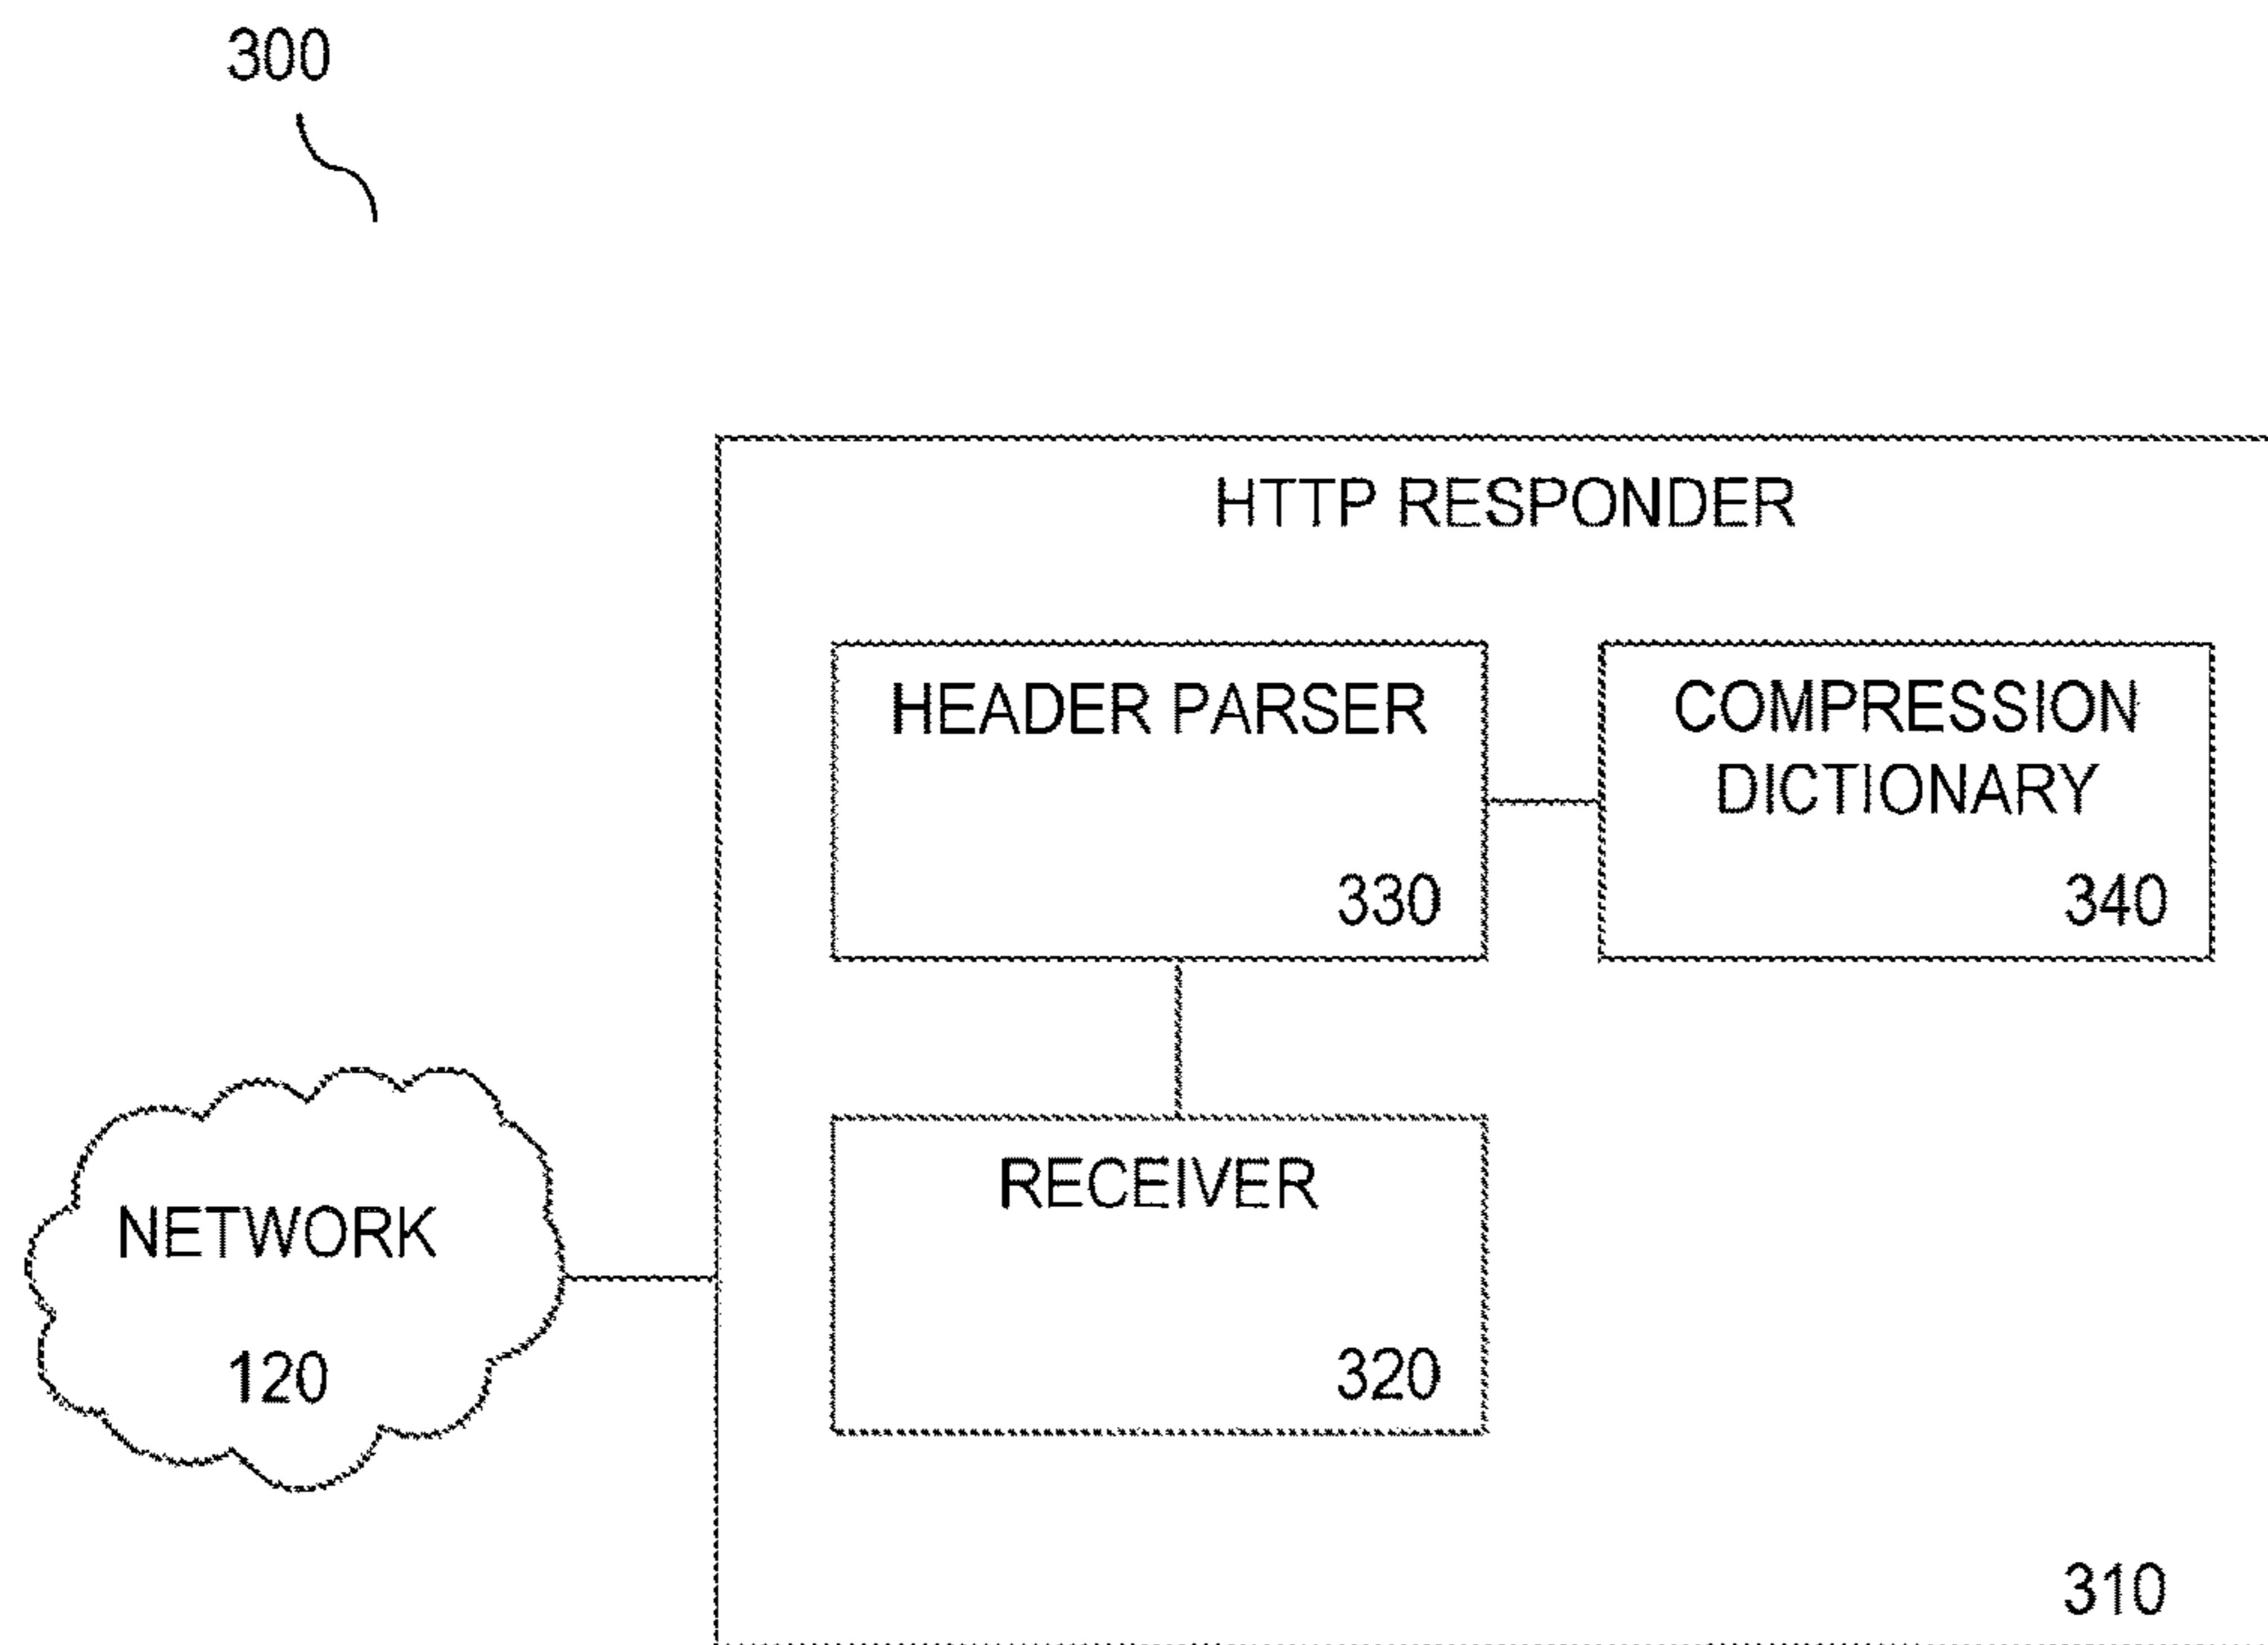 300
HTTP RESPONDER
HEADER PARSER
330
COMPRESSION
DICTIONARY
340
RECEIVER
320
NETWORK
120
310